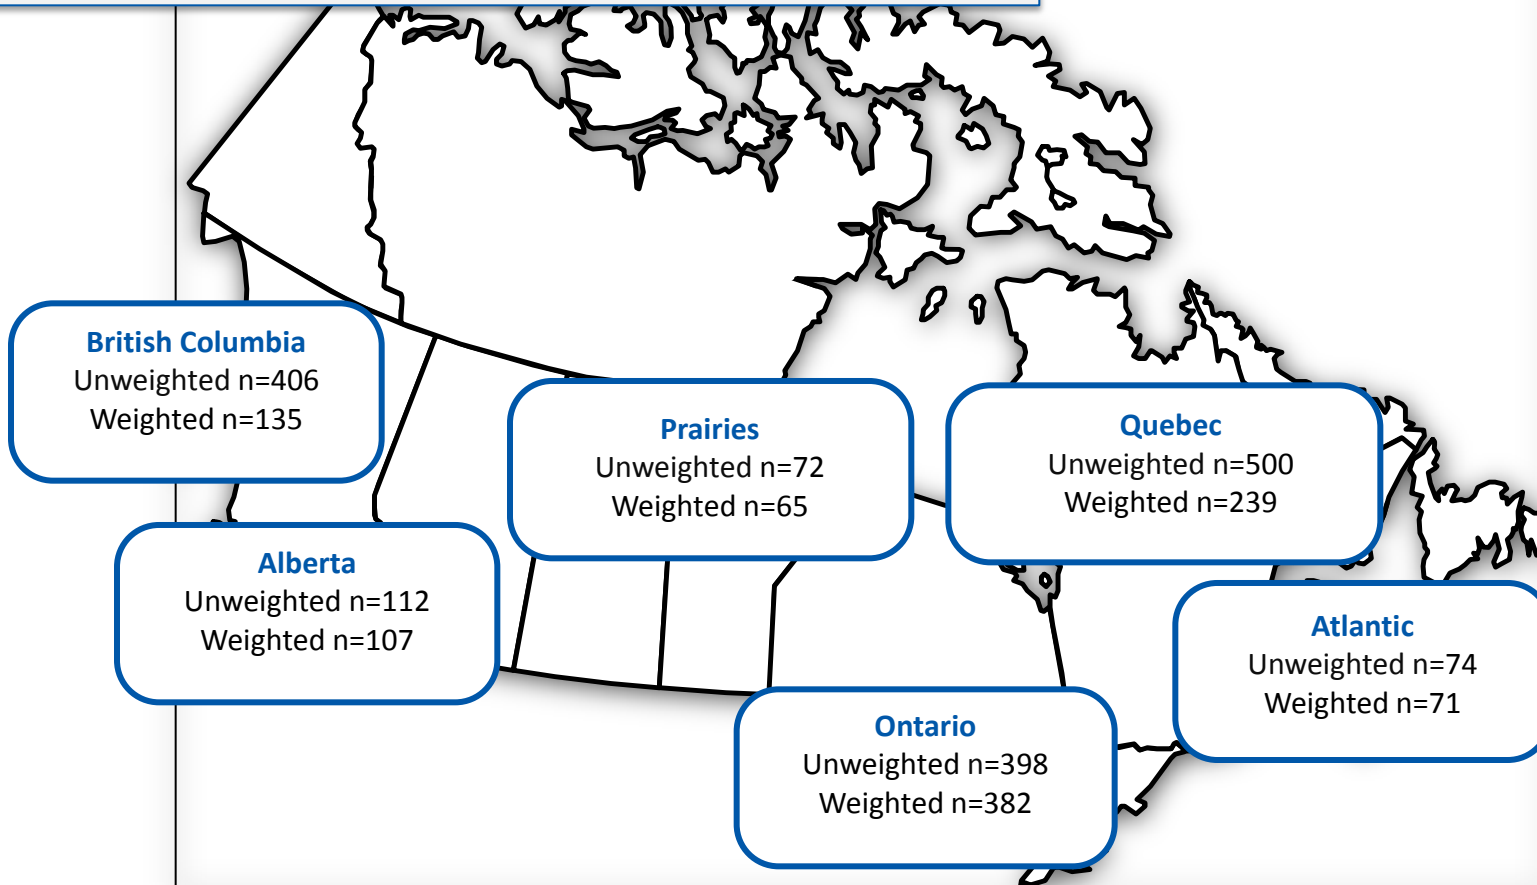 British Columbia
Unweighted n=406
Weighted n=135
Prairies
Unweighted n=72
Weighted n=65
Quebec
Unweighted n=500
Weighted n=239
Alberta
Unweighted n=112
Weighted n=107
Atlantic
Unweighted n=74
Weighted n=71
Ontario
Unweighted n=398
Weighted n=382